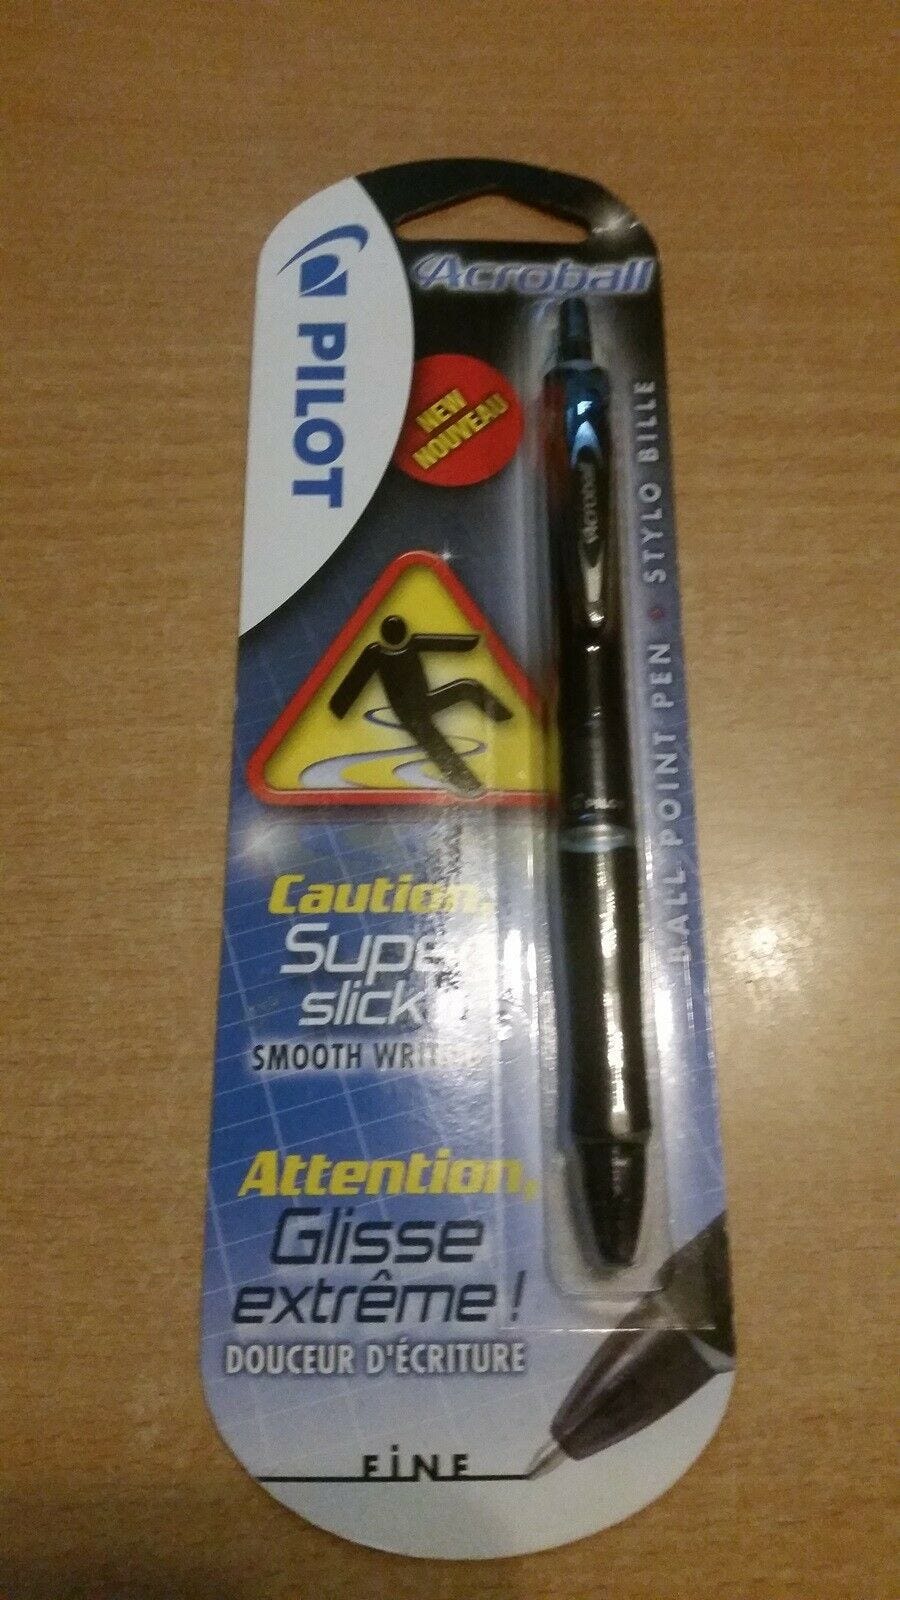 PILOT
Acroball
NEW
NOUVEAU
Acroball
PILOT
BALL POINT PEN • STYLO BILLE
Caution,
Super
slick
SMOOTH
Attention,
Glisse
extrême !
DOUCEUR D'ÉCRITURE
FiNE